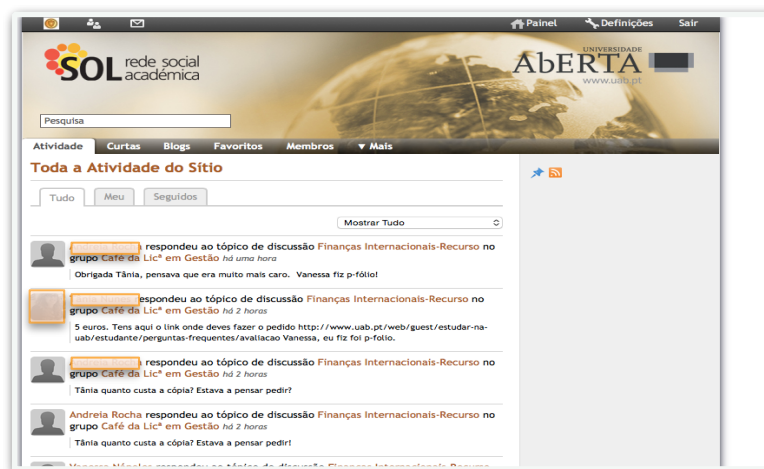 Painel Definições Sair
SOL rede social
académica
UNIVERSIDADE
AbERTA
www.uab.pt
Pesquisa
Atividade Curtas Blogs Favoritos Membros ▼ Mais
Toda a Atividade do Sítio
Tudo Meu Seguidos
Mostrar Tudo
respondeu ao tópico de discussão Finanças Internacionais-Recurso no
grupo Café da Licª em Gestão há uma hora
Obrigada Tânia, pensava que era muito mais caro. Vanessa fiz p-fólio!
respondeu ao tópico de discussão Finanças Internacionais-Recurso no
grupo Café da Licª em Gestão há 2 horas
5 euros. Tens aqui o link onde deves fazer o pedido http://www.uab.pt/web/guest/estudar-na-
uab/estudante/perguntas-frequentes/avaliacao Vanessa, eu fiz foi p-folio.
respondeu ao tópico de discussão Finanças Internacionais-Recurso no
grupo Café da Licª em Gestão há 2 horas
Tânia quanto custa a cópia? Estava a pensar pedir?
Andreia Rocha respondeu ao tópico de discussão Finanças Internacionais-Recurso no
grupo Café da Licª em Gestão há 2 horas
Tânia quanto custa a cópia? Estava a pensar pedir!